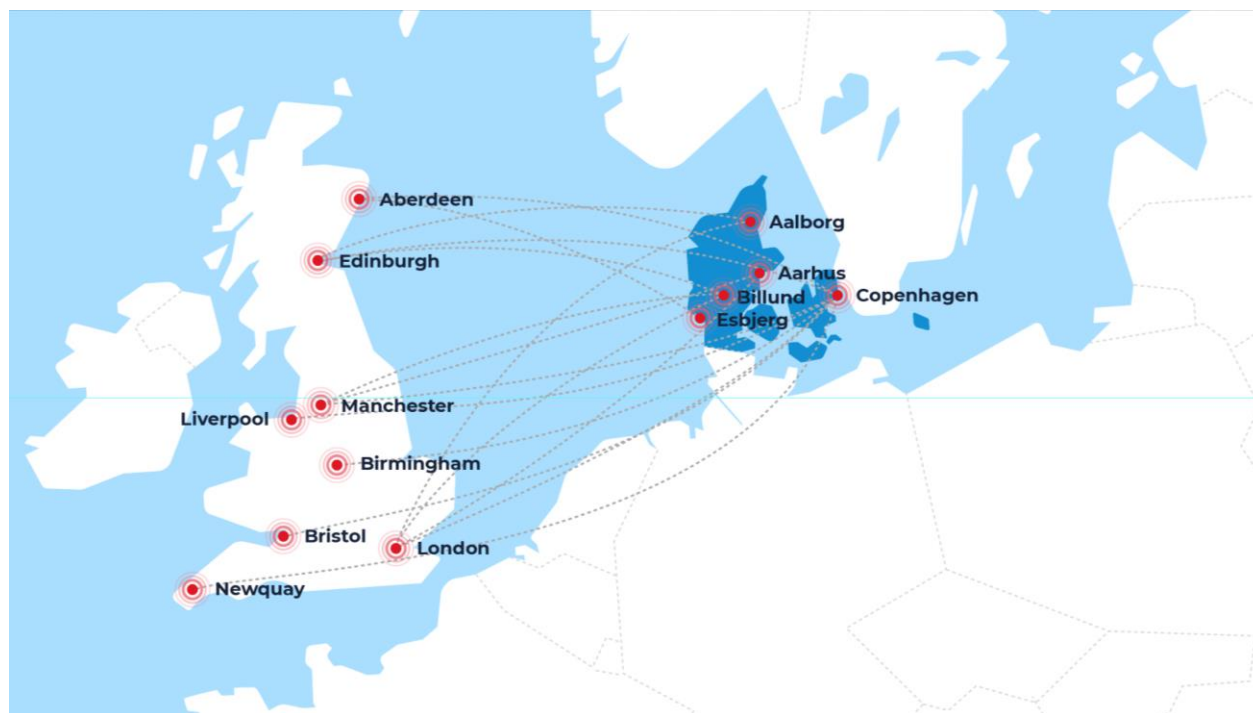 Aberdeen
Aalborg
Edinburgh
Aarhus
Billund
Copenhagen
Esbjerg
Manchester
Liverpool
Birmingham
Bristol
London
Newquay